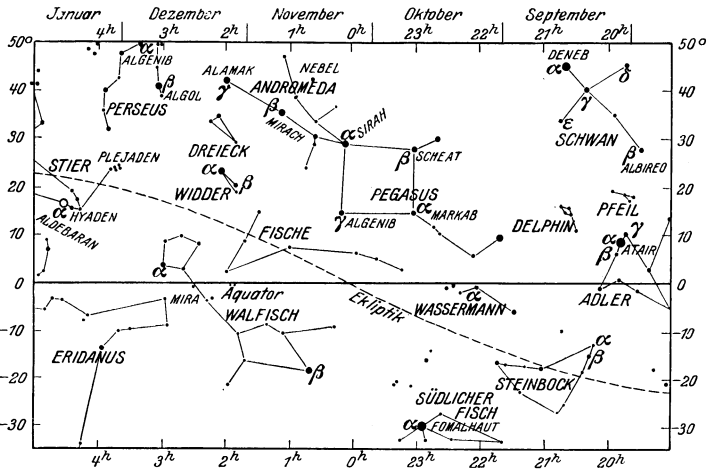 Januar Dezember November Oktober September
4h 3h 2h 1h 0h 23h 22h 21h 20h
50° 50°
α DENEB
ALGENIB α δ
β ALAMAK NEBEL
40 ALGOL γ ANDROMEDA γ 40
PERSEUS β ε
MIRACH α SIRAH SCHWAN
30 30
DREIECK β SCHEAT β
STIER PLEJADEN ALBIREO
α β
20 WIDDER PEGASUS PFEIL 20
α HYADEN γ ALGENIB α MARKAB DELPHIN γ
ALDEBARAN FISCHE α ATAIR
10 β 10
α
0 0
MIRA Äquator Ekliptik α ADLER
WALFISCH WASSERMANN
-10 α -10
ERIDANUS β
-20 β STEINBOCK -20
SÜDLICHER
FISCH
-30 α FOMALHAUT -30
4h 3h 2h 1h 0h 23h 22h 21h 20h